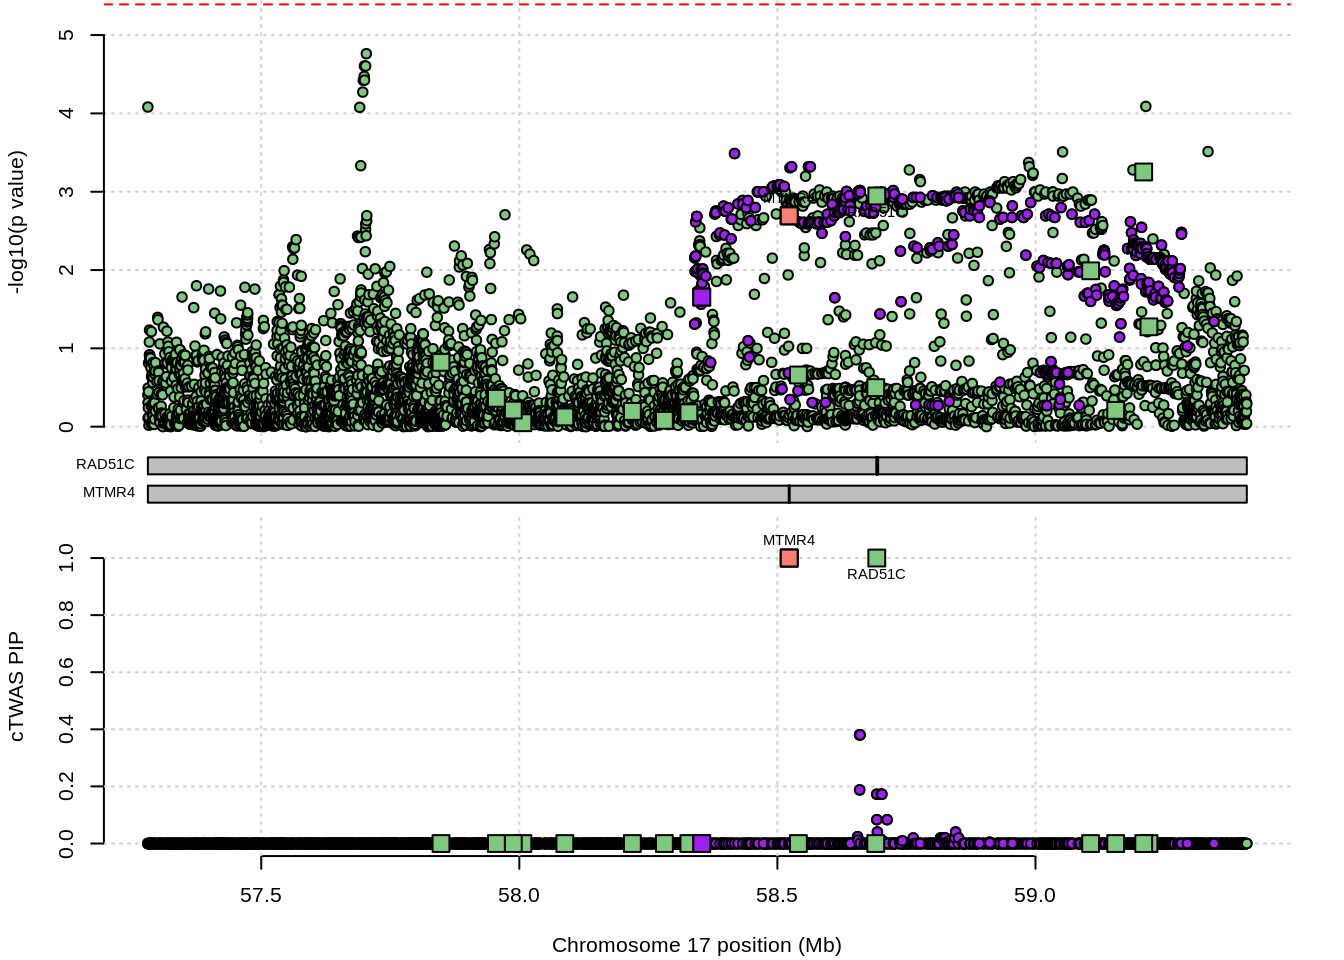 5
4
3
2
1
0
-log10(p value)
MTMR4
RAD51C
RAD51C
MTMR4
MTMR4
RAD51C
1.0
0.8
0.6
0.4
0.2
0.0
cTWAS PIP
57.5 58.0 58.5 59.0
Chromosome 17 position (Mb)